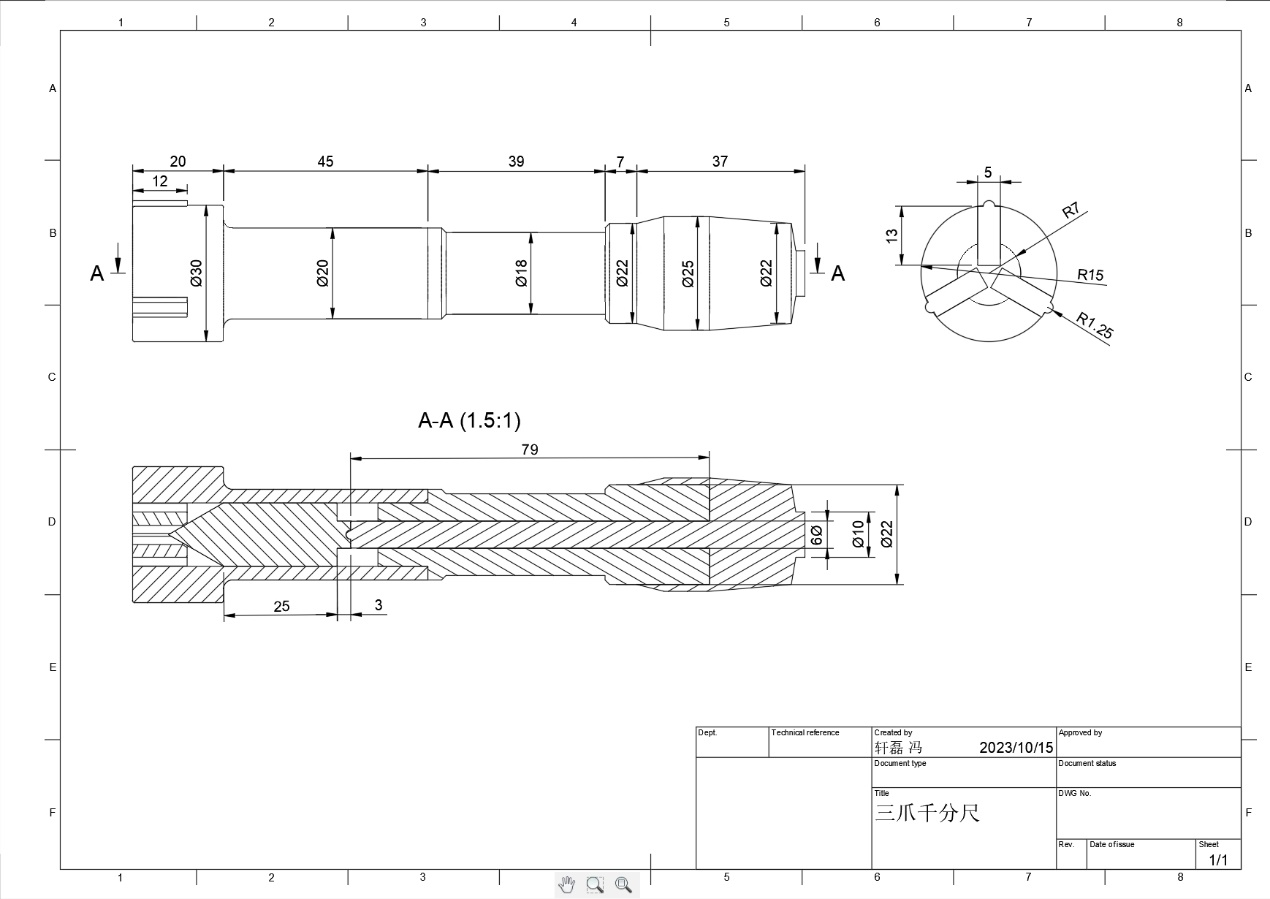 1 2 3 4 5 6 7 8
A A
20 45 39 7 37
12
5
R7
B B
13
A Ø30 Ø20 Ø18 Ø22 Ø25 Ø22 A
R15
R1.25
C C
A-A (1.5:1)
79
D D
6Ø Ø10 Ø22
25 3
E E
Dept. Technical reference Created by Approved by
轩磊 冯 2023/10/15
Document type Document status
Title DWG No.
三爪千分尺
F F
Rev. Date of issue Sheet
1/1
1 2 3 4 5 6 7 8